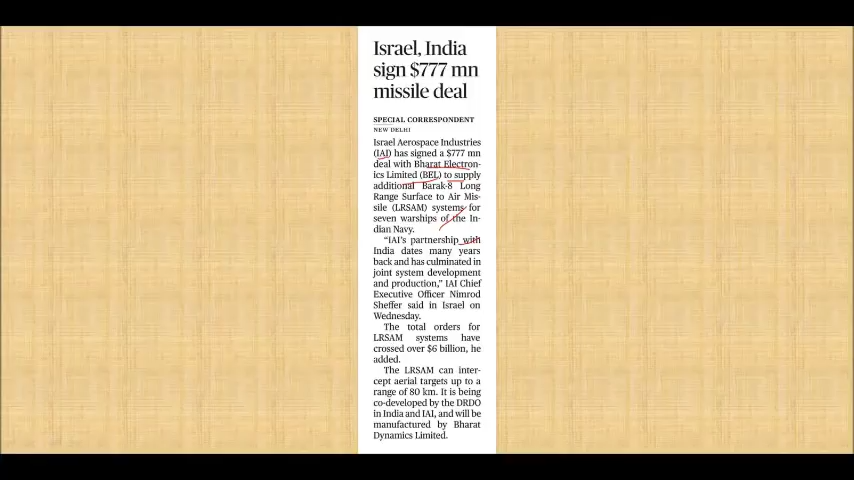 Israel, India
sign $777 mn
missile deal
SPECIAL CORRESPONDENT
NEW DELHI
Israel Aerospace Industries
(IAI) has signed a $777 mn
deal with Bharat Electron-
ics Limited (BEL) to supply
additional Barak-8 Long
Range Surface to Air Mis-
sile (LRSAM) systems for
seven warships of the In-
dian Navy.
"IAI's partnership with
India dates many years
back and has culminated in
joint system development
and production," IAI Chief
Executive Officer Nimrod
Sheffer said in Israel on
Wednesday.
The total orders for
LRSAM systems have
crossed over $6 billion, he
added.
The LRSAM can inter-
cept aerial targets up to a
range of 80 km. It is being
co-developed by the DRDO
in India and IAI, and will be
manufactured by Bharat
Dynamics Limited.